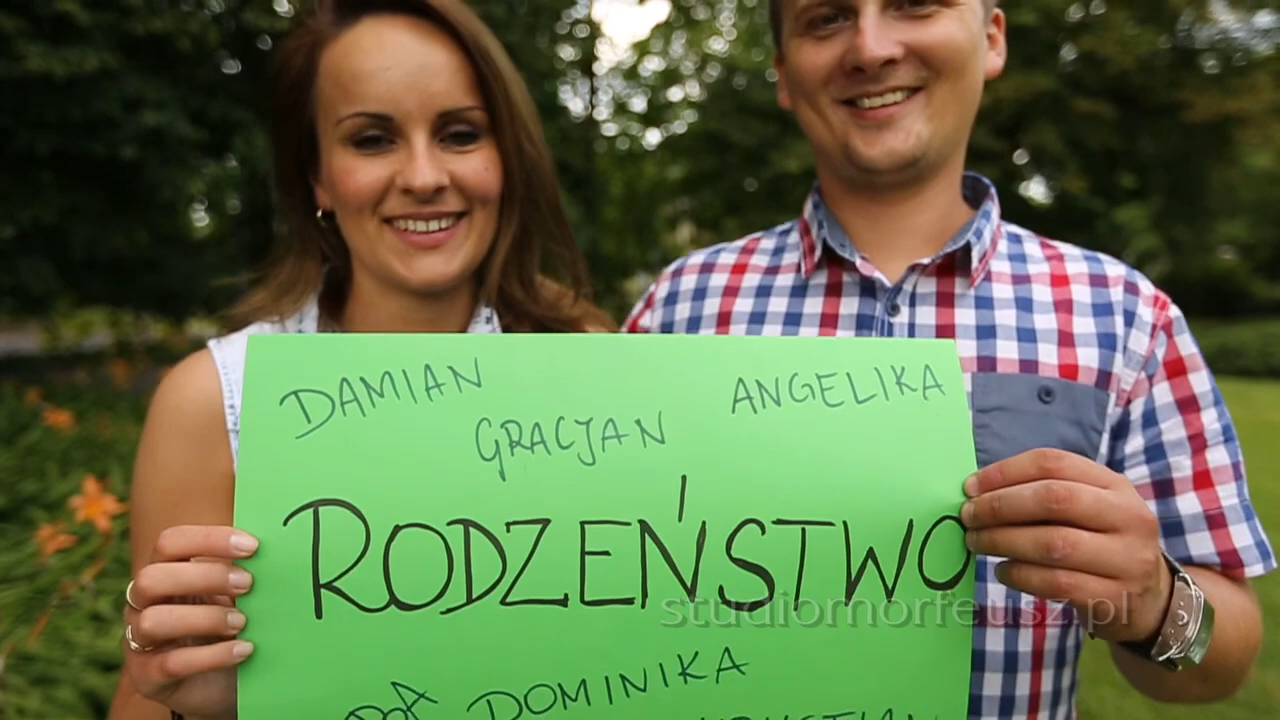 DAMIAN
ANGELIKA
GRACJAN
RODZEŃSTWO
studiomorfeusz.pl
DOMINIKA